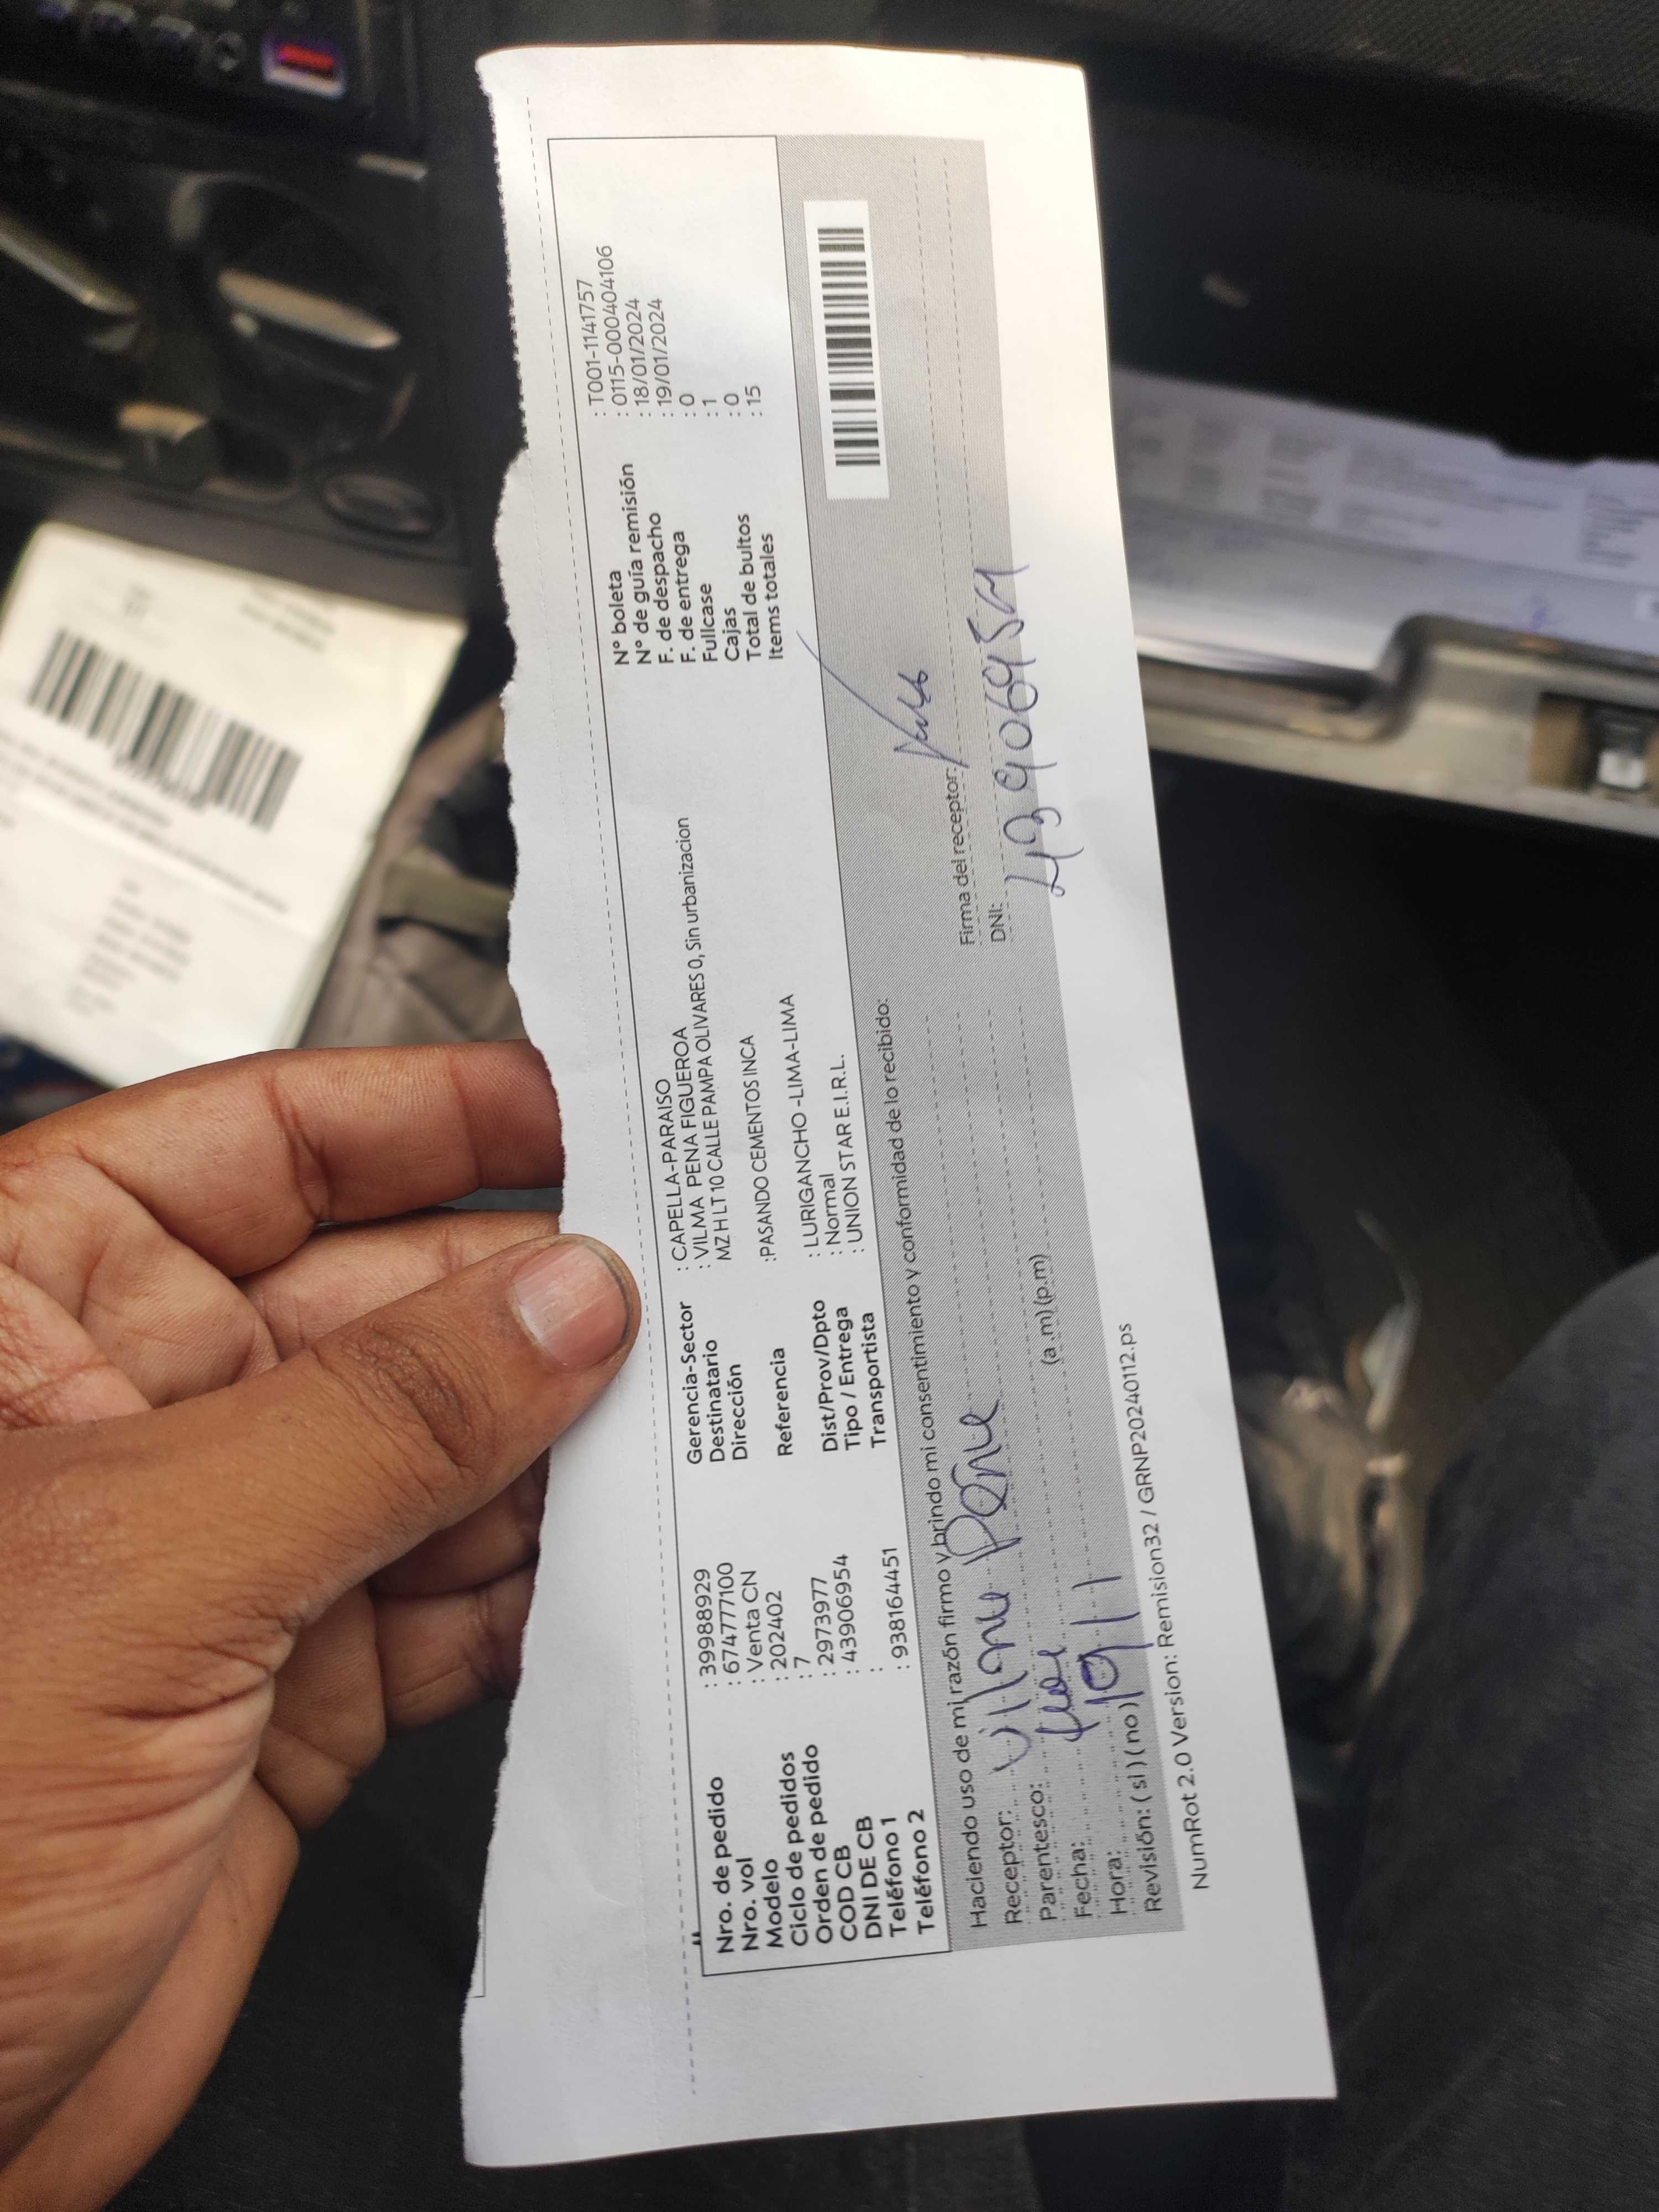 Nro. de pedido : 39988929
Nro. vol : 6747777100
Modelo : Venta CN
Ciclo de pedidos : 202402
Orden de pedido : 7
COD CB : 2973977
DNI DE CB : 43906954
Teléfono 1 :
Teléfono 2 : 938164451
Gerencia-Sector : CAPELLA-PARAISO
Destinatario : VILMA PENA FIGUEROA
Dirección MZ H LT 10 CALLE PAMPA OLIVARES 0, Sin urbanizacion
Referencia :PASANDO CEMENTOS INCA
Dist/Prov/Dpto : LURIGANCHO -LIMA-LIMA
Tipo / Entrega : Normal
Transportista : UNION STAR E.I.R.L.
N° boleta : T001-1141757
N° de guía remisión : 0115-000404106
F. de despacho : 18/01/2024
F. de entrega : 19/01/2024
Fullcase : 0
Cajas : 1
Total de bultos : 0
Items totales : 15
Haciendo uso de mi razón firmo y brindo mi consentimiento y conformidad de lo recibido:
Receptor:
Parentesco:
Fecha: 19/1
Hora: (a .m) (p.m)
Revisión: ( si ) ( no )
Firma del receptor:
DNI: 43906954
NumRot 2.0 Version: Remision32 / GRNP20240112.ps